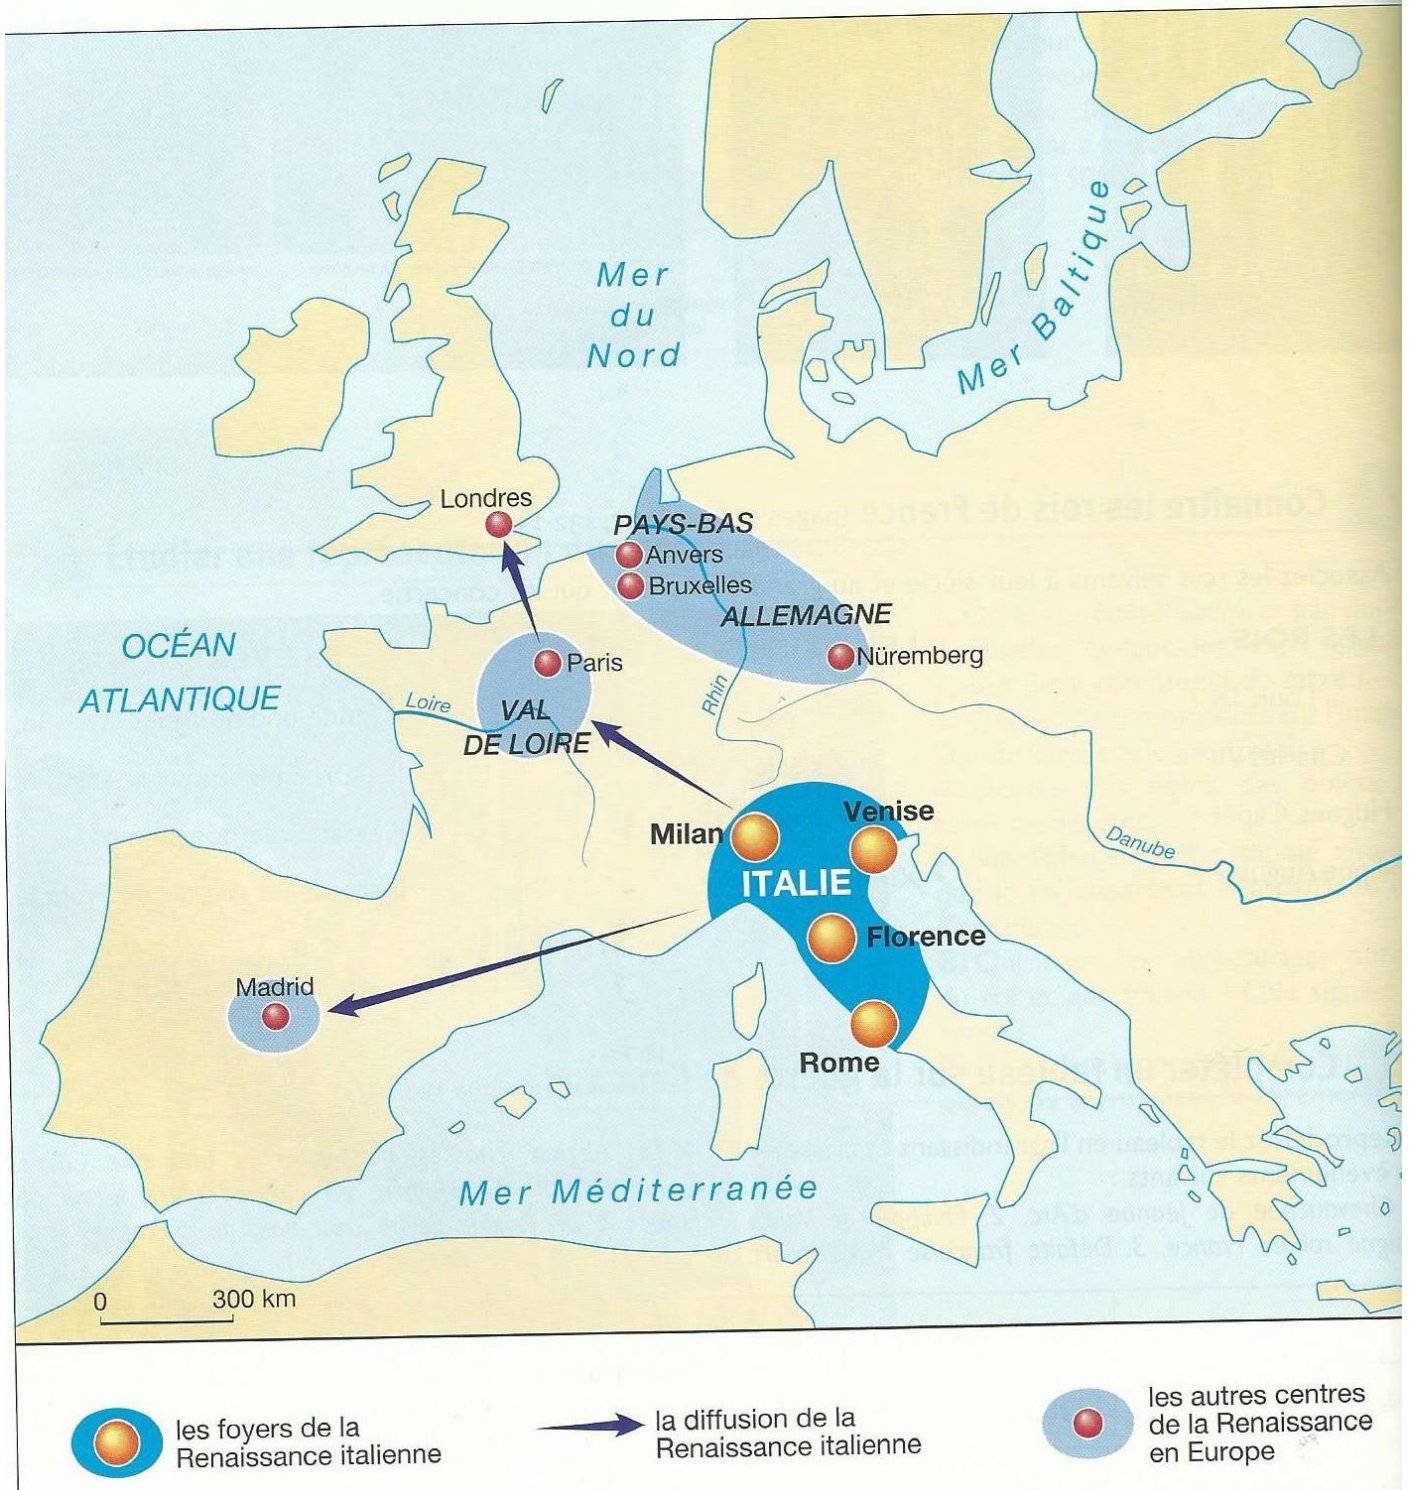 Mer
du
Nord
Mer Baltique
Londres
PAYS-BAS
Anvers
Bruxelles
ALLEMAGNE
Nüremberg
OCÉAN
ATLANTIQUE
Paris
Loire
VAL
DE LOIRE
Rhin
Milan
Venise
ITALIE
Danube
Florence
Madrid
Rome
Mer Méditerranée
0 300 km
les foyers de la
Renaissance italienne
la diffusion de la
Renaissance italienne
les autres centres
de la Renaissance
en Europe